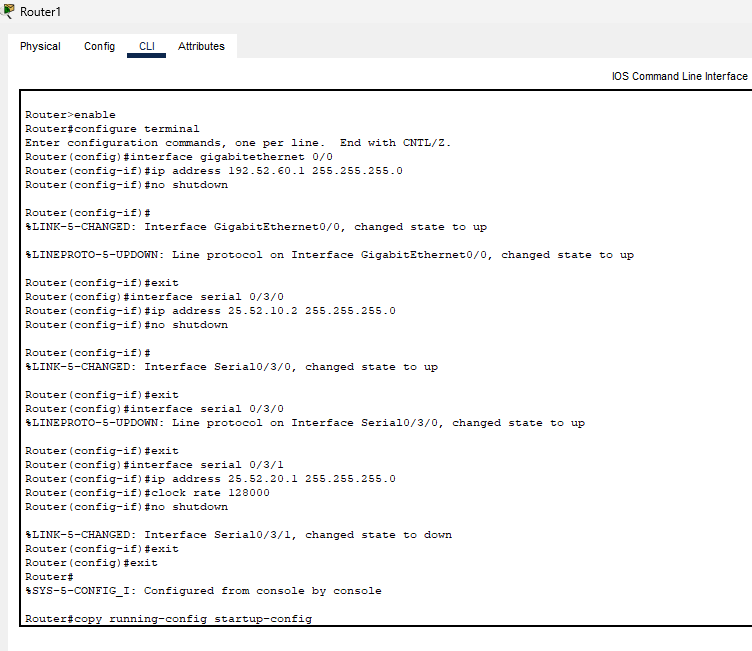 Router1
Physical Config CLI Attributes
IOS Command Line Interface
Router>enable
Router#configure terminal
Enter configuration commands, one per line.  End with CNTL/Z.
Router(config)#interface gigabitethernet 0/0
Router(config-if)#ip address 192.52.60.1 255.255.255.0
Router(config-if)#no shutdown
Router(config-if)#
%LINK-5-CHANGED: Interface GigabitEthernet0/0, changed state to up
%LINEPROTO-5-UPDOWN: Line protocol on Interface GigabitEthernet0/0, changed state to up
Router(config-if)#exit
Router(config)#interface serial 0/3/0
Router(config-if)#ip address 25.52.10.2 255.255.255.0
Router(config-if)#no shutdown
Router(config-if)#
%LINK-5-CHANGED: Interface Serial0/3/0, changed state to up
Router(config-if)#exit
Router(config)#interface serial 0/3/0
%LINEPROTO-5-UPDOWN: Line protocol on Interface Serial0/3/0, changed state to up
Router(config-if)#exit
Router(config)#interface serial 0/3/1
Router(config-if)#ip address 25.52.20.1 255.255.255.0
Router(config-if)#clock rate 128000
Router(config-if)#no shutdown
%LINK-5-CHANGED: Interface Serial0/3/1, changed state to down
Router(config-if)#exit
Router(config)#exit
Router#
%SYS-5-CONFIG_I: Configured from console by console
Router#copy running-config startup-config